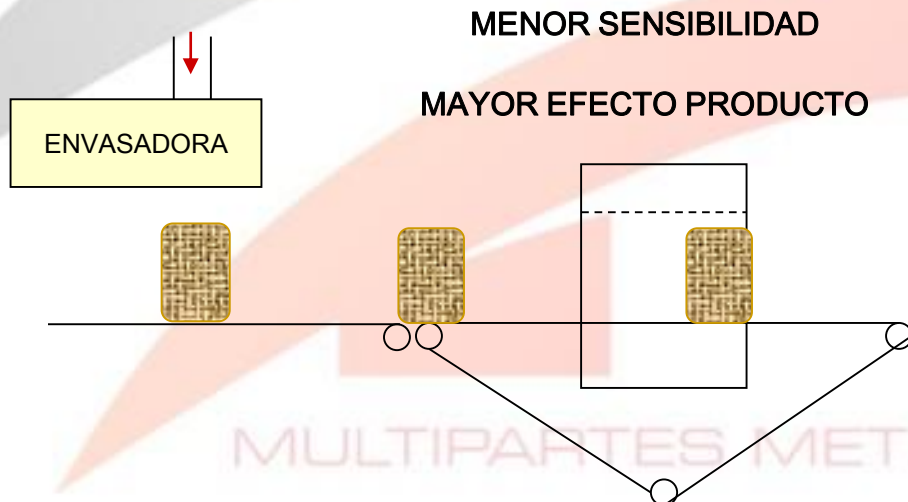 MENOR SENSIBILIDAD
MAYOR EFECTO PRODUCTO
ENVASADORA
MULTIPARTES MET